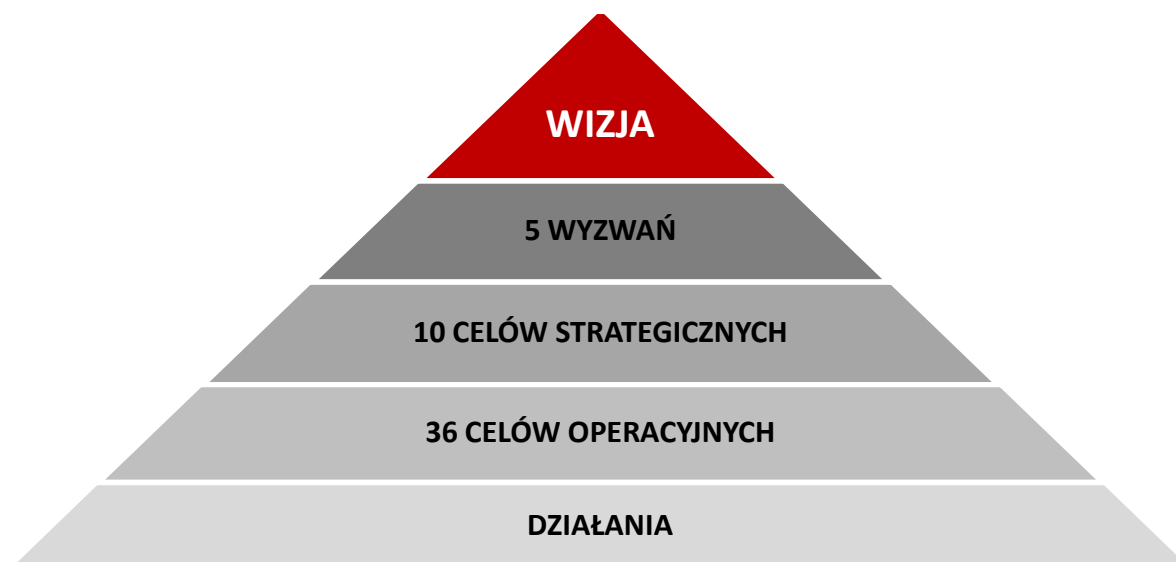 WIZJA
5 WYZWAŃ
10 CELÓW STRATEGICZNYCH
36 CELÓW OPERACYJNYCH
DZIAŁANIA